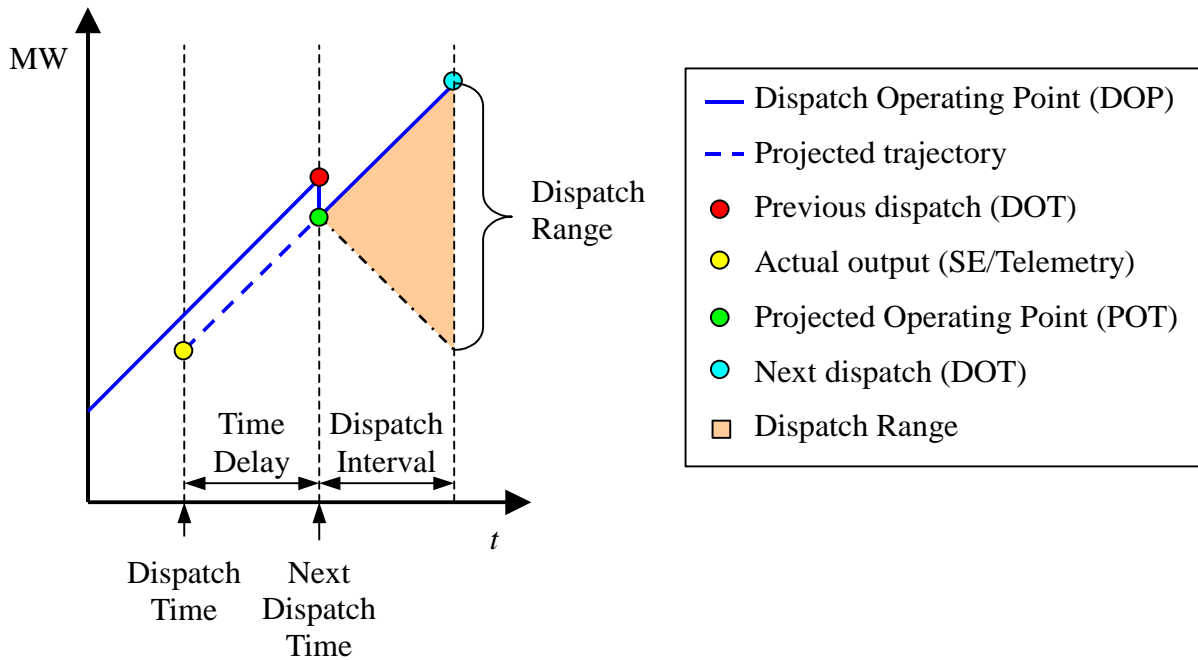 MW
Dispatch
Range
Time
Delay
Dispatch
Interval
t
Dispatch
Time
Next
Dispatch
Time
Dispatch Operating Point (DOP)
Projected trajectory
Previous dispatch (DOT)
Actual output (SE/Telemetry)
Projected Operating Point (POT)
Next dispatch (DOT)
Dispatch Range